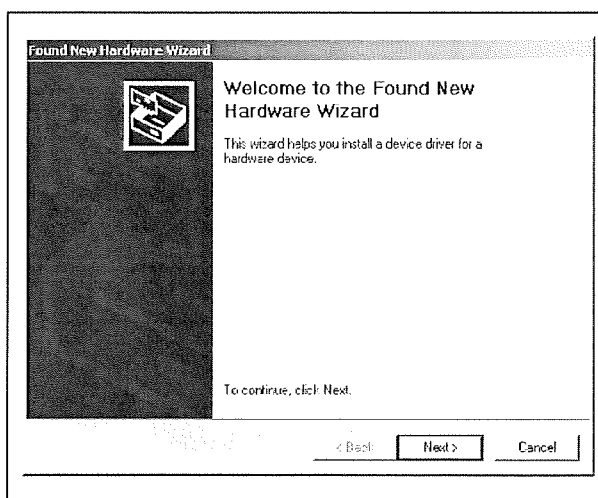 Found New Hardware Wizard
Welcome to the Found New
Hardware Wizard
This wizard helps you install a device driver for a
hardware device.
To continue, click Next.
< Back
Next >
Cancel